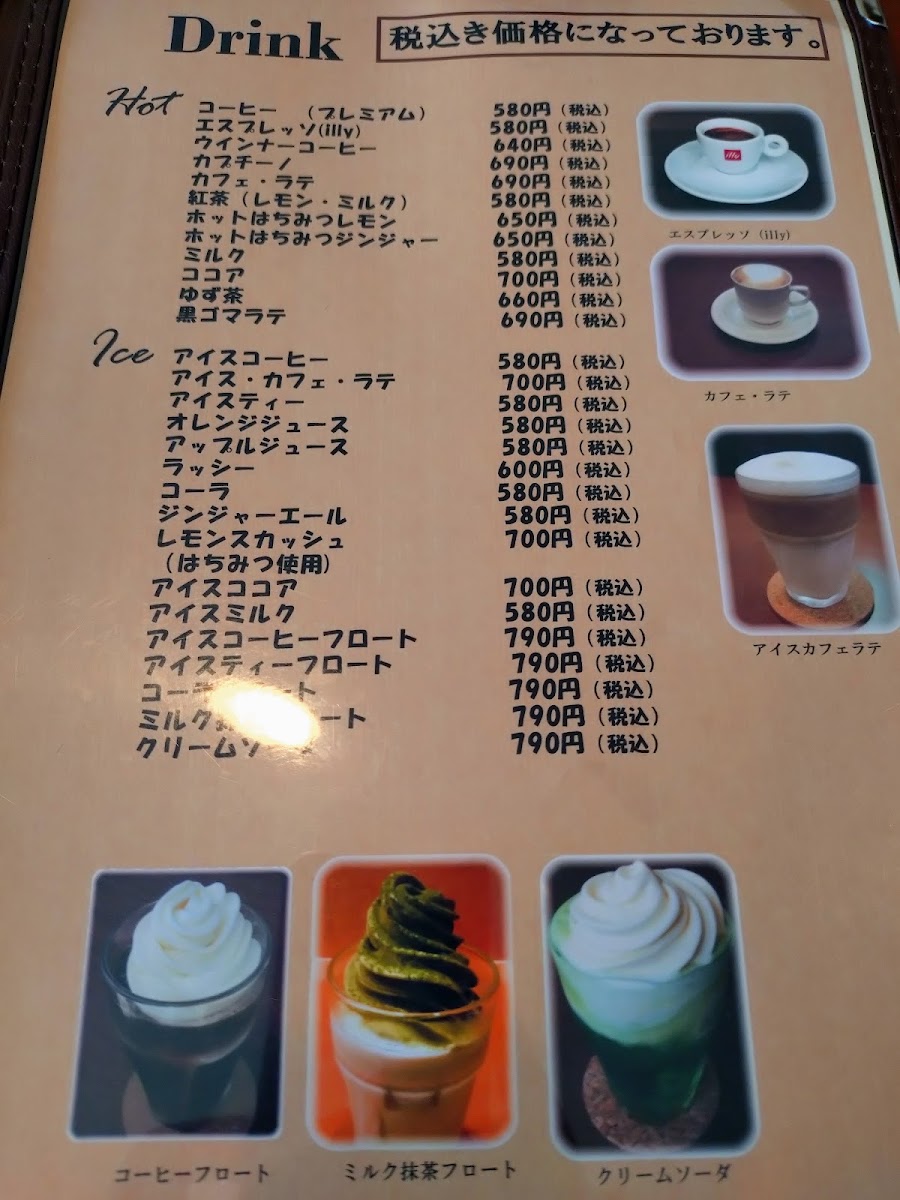 Drink
税込き価格になっております。
Hot
コーヒー （プレミアム） 580円（税込）
エスプレッソ(illy) 580円（税込）
ウインナーコーヒー 640円（税込）
カプチーノ 690円（税込）
カフェ・ラテ 690円（税込）
紅茶（レモン・ミルク） 580円（税込）
ホットはちみつレモン 650円（税込）
ホットはちみつジンジャー 650円（税込）
ミルク 580円（税込）
ココア 700円（税込）
ゆず茶 660円（税込）
黒ゴマラテ 690円（税込）
Ice
アイスコーヒー 580円（税込）
アイス・カフェ・ラテ 700円（税込）
アイスティー 580円（税込）
オレンジジュース 580円（税込）
アップルジュース 580円（税込）
ラッシー 600円（税込）
コーラ 580円（税込）
ジンジャーエール 580円（税込）
レモンスカッシュ 700円（税込）
（はちみつ使用）
アイスココア 700円（税込）
アイスミルク 580円（税込）
アイスコーヒーフロート 790円（税込）
アイスティーフロート 790円（税込）
コーラ ート 790円（税込）
ミルク ート 790円（税込）
クリームソ 790円（税込）
illy
エスプレッソ (illy)
カフェ・ラテ
アイスカフェラテ
コーヒーフロート
ミルク抹茶フロート
クリームソーダ